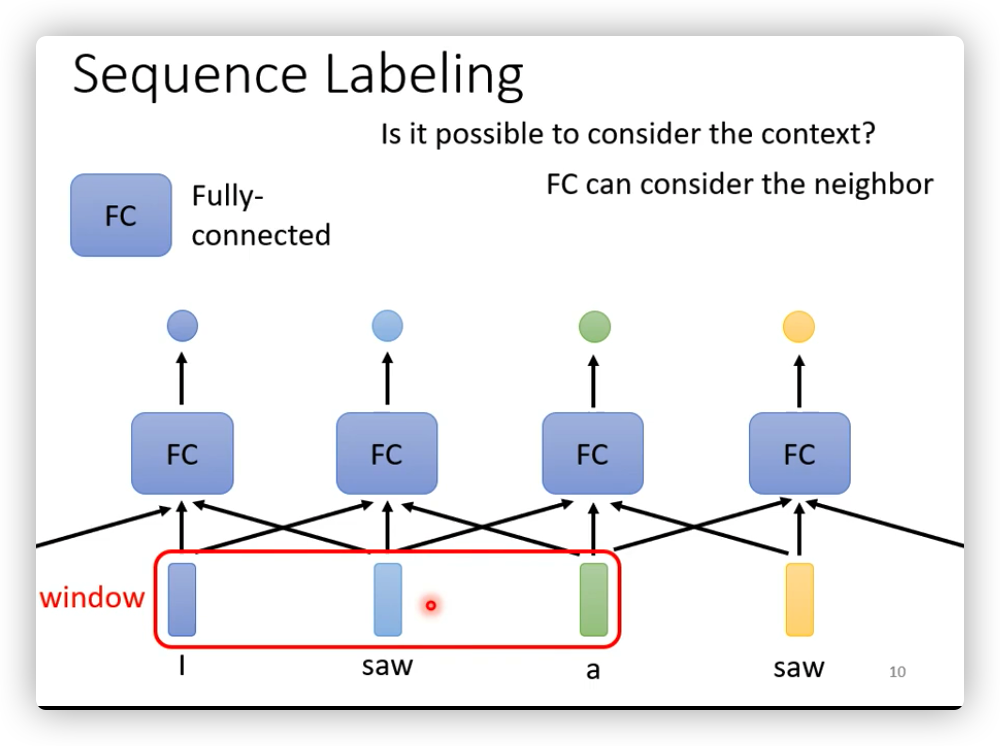 Sequence Labeling
Is it possible to consider the context?
FC can consider the neighbor
FC
Fully-
connected
FC FC FC FC
window
I saw a saw
10